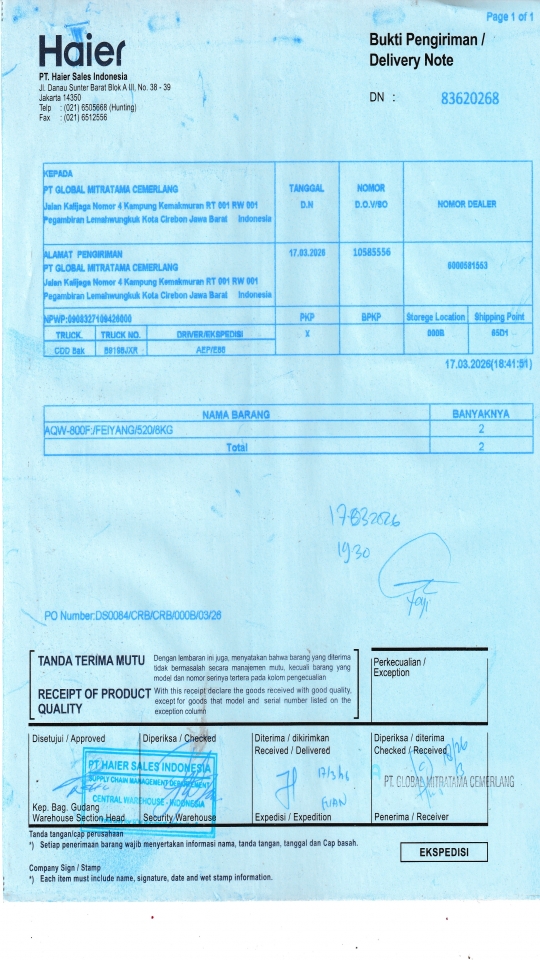 Page 1 of 1
Haier
PT. Haier Sales Indonesia
Jl. Danau Sunter Barat Blok A III, No. 38 - 39
Jakarta 14350
Telp : (021) 6505668 (Hunting)
Fax : (021) 6512556
Bukti Pengiriman /
Delivery Note
DN : 83620268
KEPADA
PT GLOBAL MITRATAMA CEMERLANG
Jalan Kalijaga Nomor 4 Kampung Kemakmuran RT 001 RW 001
Pegambiran Lemahwungkuk Kota Cirebon Jawa Barat Indonesia
TANGGAL
D.N
NOMOR
D.O./SO
NOMOR DEALER
ALAMAT PENGIRIMAN
PT GLOBAL MITRATAMA CEMERLANG
Jalan Kalijaga Nomor 4 Kampung Kemakmuran RT 001 RW 001
Pegambiran Lemahwungkuk Kota Cirebon Jawa Barat Indonesia
17.03.2026
10585556
6000581553
PKP
BPKP
Storege Location
Shipping Point
TRUCK.
TRUCK NO.
DRIVER/EKSPEDISI
X
000B
65D1
CDD Bak
17.03.2026(18:41:51)
NAMA BARANG
BANYAKNYA
AQW-800F:/FEIYANG/520/8KG
2
Total
2
1930
Yogi
PO Number:DS0084/CRB/CRB/000B/03/26
TANDA TERIMA MUTU
Dengan lembaran ini juga, menyatakan bahwa barang yang diterima
tidak bermasalah secara manajemen mutu, kecuali barang yang
model dan nomor serinya tertera pada kolom pengecualian
RECEIPT OF PRODUCT
QUALITY
With this receipt declare the goods received with good quality,
except for goods that model and serial number listed on the
exception column
Perkecualian /
Exception
Disetujui / Approved
Diperiksa / Checked
Diterima / dikirimkan
Received / Delivered
Diperiksa / diterima
Checked / Received
PT HAIER SALES INDONESIA
SUPPLY CHAIN MANAGEMENT DEPARTMENT
CENTRAL WAREHOUSE - INDONESIA
17/3/26
PT. GLOBAL MITRATAMA CEMERLANG
Kep. Bag. Gudang
Warehouse Section Head
Security Warehouse
Expedisi / Expedition
Penerima / Receiver
Tanda tangan/cap perusahaan
*) Setiap penerimaan barang wajib menyertakan informasi nama, tanda tangan, tanggal dan Cap basah.
EKSPEDISI
Company Sign / Stamp
*) Each item must include name, signature, date and wet stamp information.